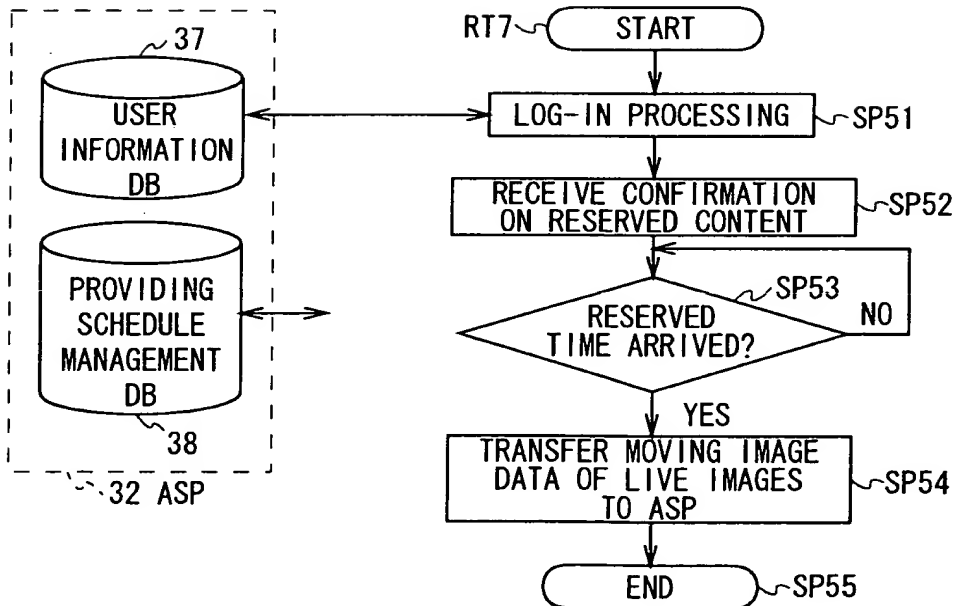 37
USER
INFORMATION
DB
PROVIDING
SCHEDULE
MANAGEMENT
DB
38
32 ASP
RT7
START
LOG-IN PROCESSING
SP51
RECEIVE CONFIRMATION
ON RESERVED CONTENT
SP52
SP53
RESERVED
TIME ARRIVED?
NO
YES
TRANSFER MOVING IMAGE
DATA OF LIVE IMAGES
TO ASP
SP54
END
SP55